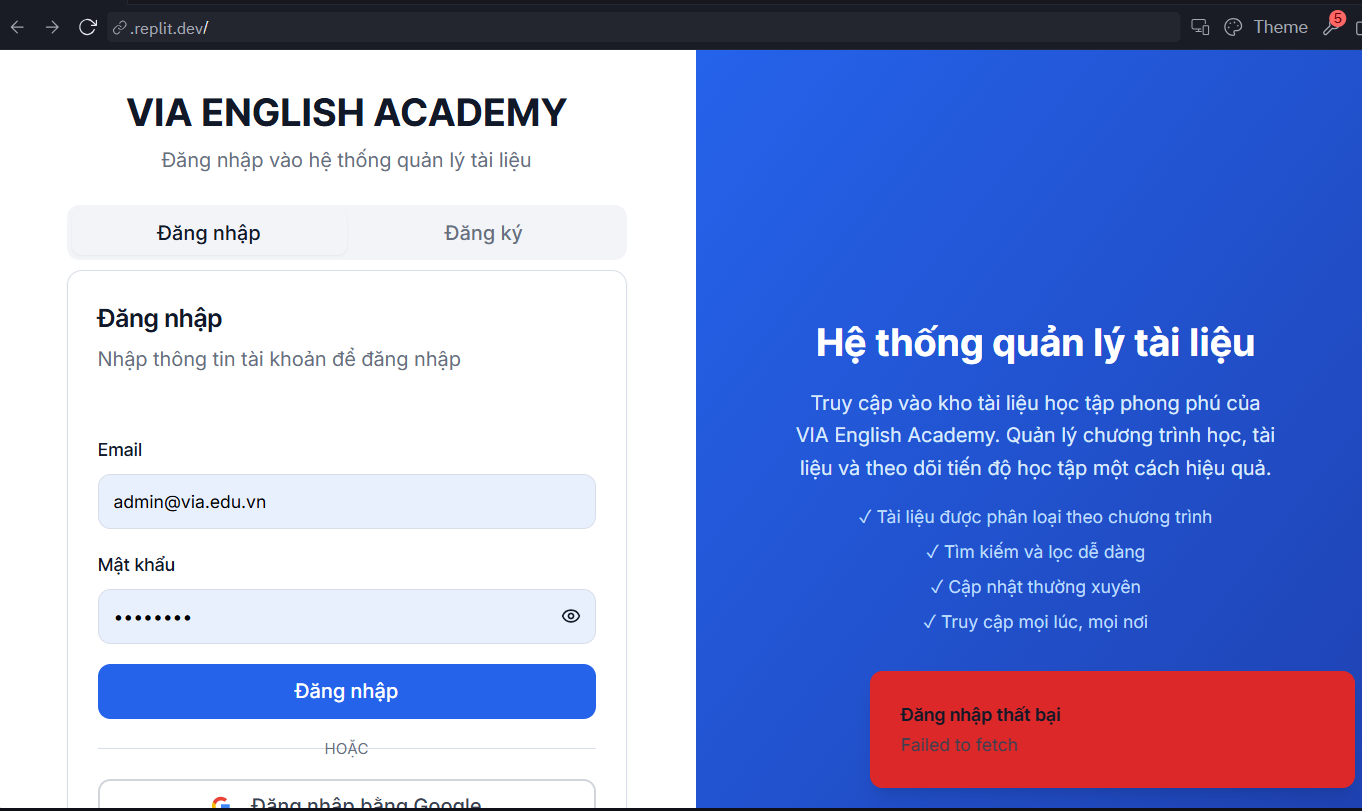 .replit.dev/
Theme
5
VIA ENGLISH ACADEMY
Đăng nhập vào hệ thống quản lý tài liệu
Đăng nhập
Đăng ký
Đăng nhập
Nhập thông tin tài khoản để đăng nhập
Email
admin@via.edu.vn
Mật khẩu
••••••••
Đăng nhập
HOẶC
Đăng nhập bằng Google
Hệ thống quản lý tài liệu
Truy cập vào kho tài liệu học tập phong phú của
VIA English Academy. Quản lý chương trình học, tài
liệu và theo dõi tiến độ học tập một cách hiệu quả.
✓ Tài liệu được phân loại theo chương trình
✓ Tìm kiếm và lọc dễ dàng
✓ Cập nhật thường xuyên
✓ Truy cập mọi lúc, mọi nơi
Đăng nhập thất bại
Failed to fetch